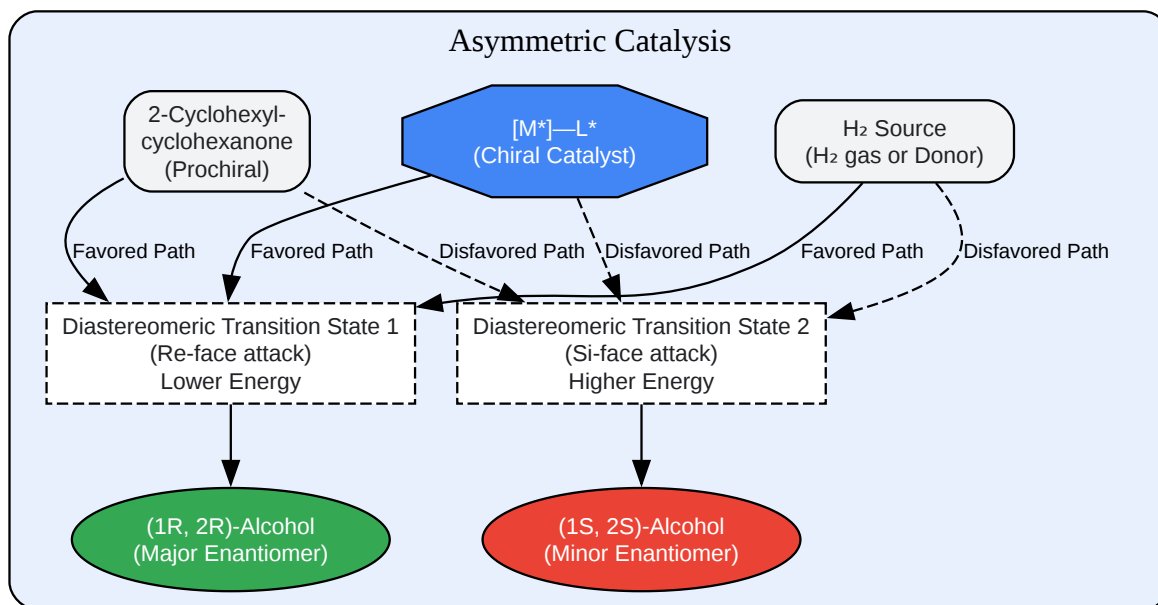 Asymmetric Catalysis
2-Cyclohexyl-
cyclohexanone
(Prochiral)
[M*]—L*
(Chiral Catalyst)
H₂ Source
(H₂ gas or Donor)
Favored Path
Favored Path
Disfavored Path
Disfavored Path
Favored Path
Disfavored Path
Diastereomeric Transition State 1
(Re-face attack)
Lower Energy
Diastereomeric Transition State 2
(Si-face attack)
Higher Energy
(1R, 2R)-Alcohol
(Major Enantiomer)
(1S, 2S)-Alcohol
(Minor Enantiomer)